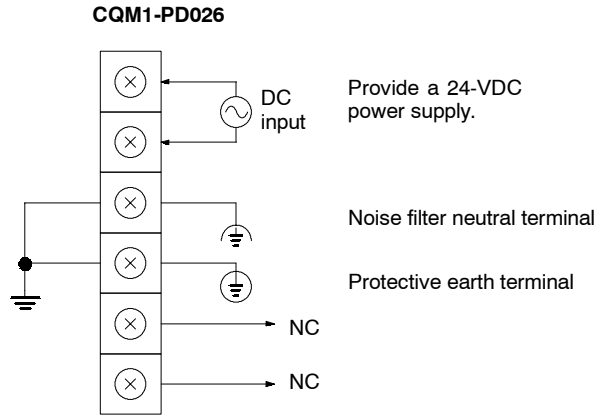 CQM1-PD026
DC
input
Provide a 24-VDC
power supply.
Noise filter neutral terminal
Protective earth terminal
NC
NC